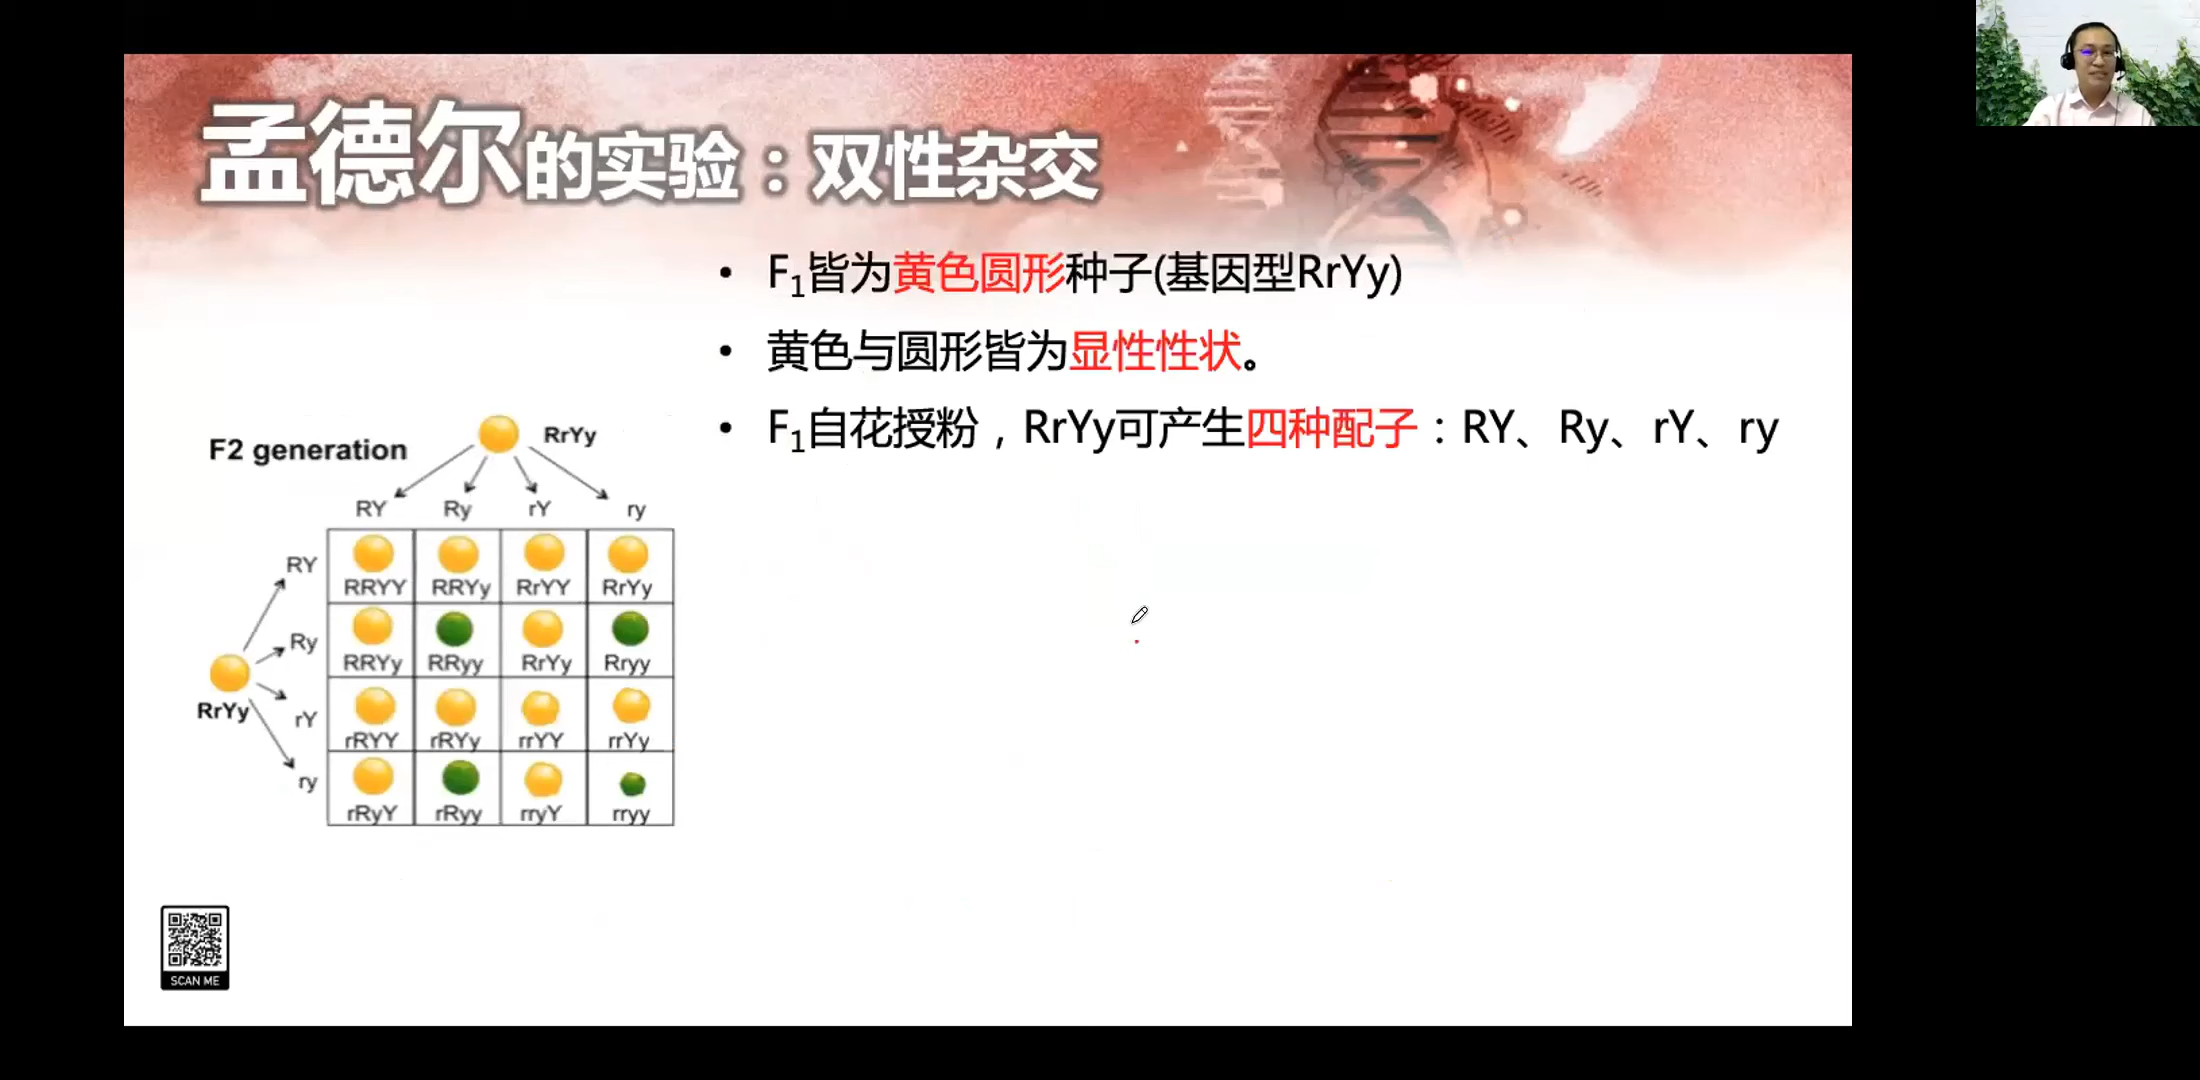 孟德尔的实验：双性杂交
• F1皆为黄色圆形种子(基因型RrYy)
• 黄色与圆形皆为显性性状。
• F1自花授粉，RrYy可产生四种配子：RY、Ry、rY、ry
F2 generation
RrYy
RY Ry rY ry
RY
RRYY RRYy RrYY RrYy
Ry
RRYy RRyy RrYy Rryy
RrYy
rY
rRYY rRYy rrYY rrYy
ry
rRyY rRyy rryY rryy
SCAN ME